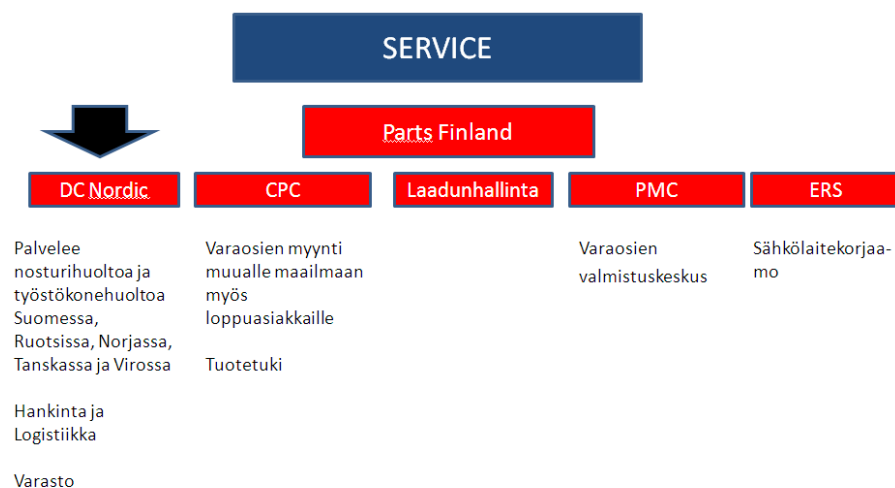 SERVICE
Parts Finland
DC Nordic
CPC
Laadunhallinta
PMC
ERS
Palvelee
nosturihuoltoa ja
työstökonehuoltoa
Suomessa,
Ruotsissa, Norjassa,
Tanskassa ja Virossa
Hankinta ja
Logistiikka
Varasto
Varaosien myynti
muualle maailmaan
myös
loppuasiakkaille
Tuotetuki
Varaosien
valmistuskeskus
Sähkölaitekorjaa-
mo